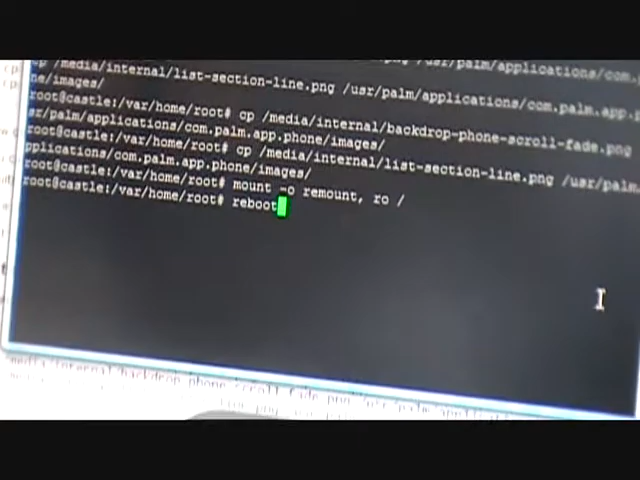 cp /media/internal/list-section-line.png /usr/palm/applications/com.
ne/images/
root@castle:/var/home/root# cp /media/internal/backdrop-phone-scroll-fade.png
sr/palm/applications/com.palm.app.phone/images/
root@castle:/var/home/root# cp /media/internal/list-section-line.png /usr/palm
pplications/com.palm.app.phone/images/
root@castle:/var/home/root# mount -o remount, ro /
root@castle:/var/home/root# reboot